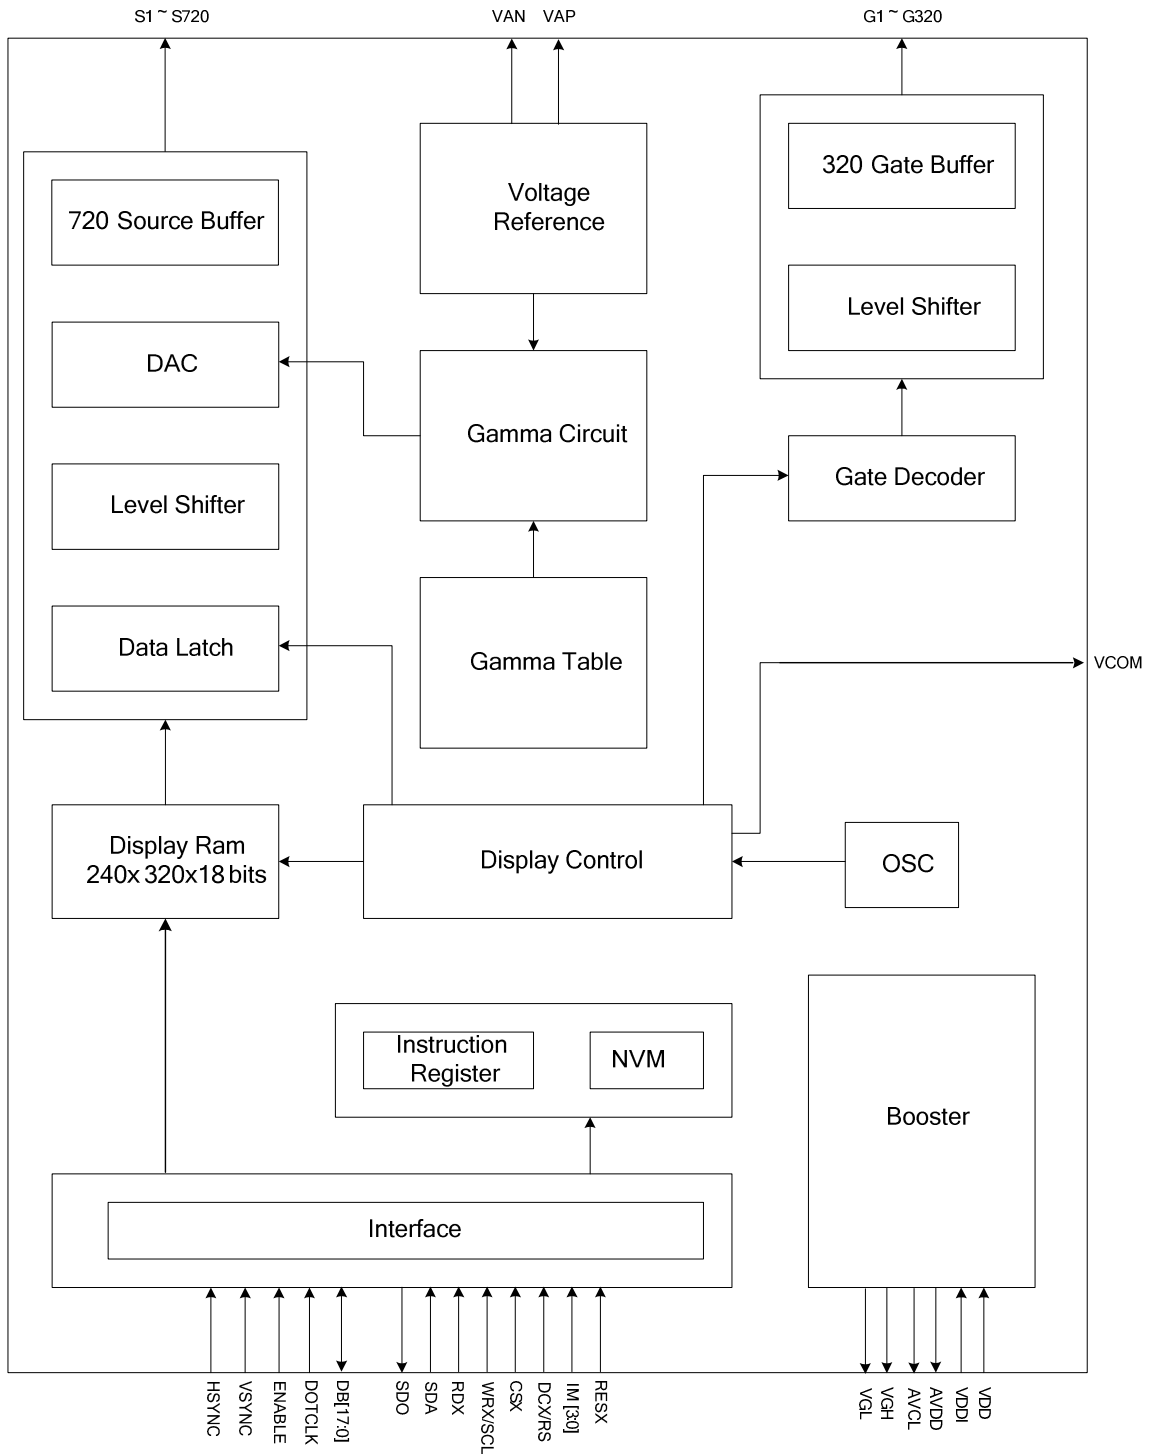 S1 ~ S720
VAN VAP
G1 ~ G320
720 Source Buffer
DAC
Level Shifter
Data Latch
Voltage
Reference
Gamma Circuit
Gamma Table
320 Gate Buffer
Level Shifter
Gate Decoder
VCOM
Display Ram
240x 320x18 bits
Display Control
OSC
Instruction
Register
NVM
Booster
Interface
HSYNC
VSYNC
ENABLE
DOTCLK
DB[17:0]
SDO
SDA
RDX
WRX/SCL
CSX
DCX/RS
IM [3:0]
RESX
VGL
VGH
AVCL
AVDD
VDDI
VDD